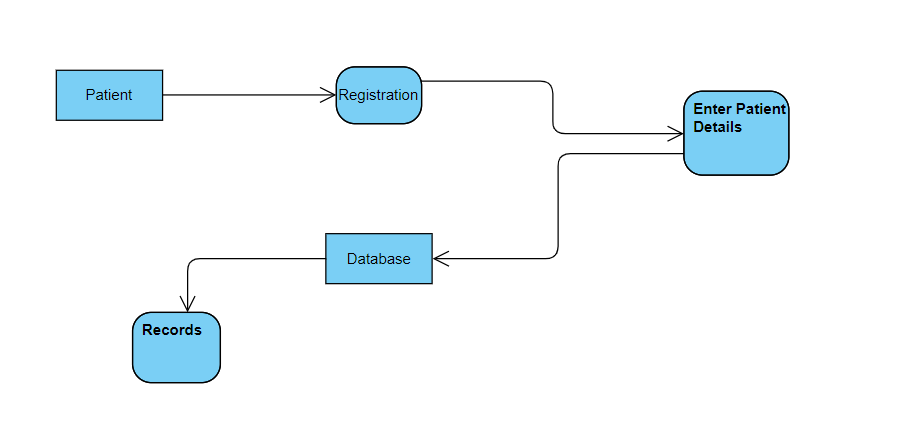 Patient
Registration
Enter Patient
Details
Database
Records